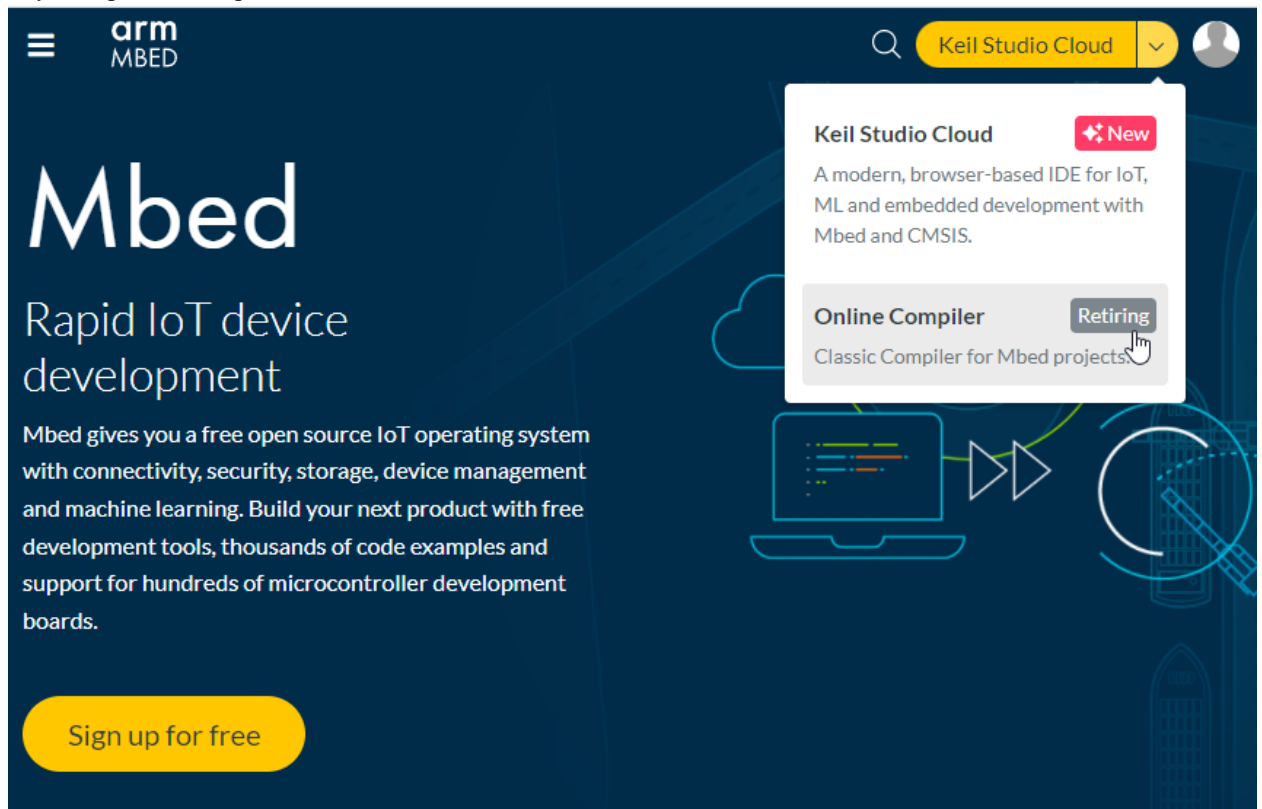 arm
MBED
Keil Studio Cloud
Keil Studio Cloud
New
A modern, browser-based IDE for IoT,
ML and embedded development with
Mbed and CMSIS.
Online Compiler
Retiring
Classic Compiler for Mbed projects.
Mbed
Rapid IoT device
development
Mbed gives you a free open source IoT operating system
with connectivity, security, storage, device management
and machine learning. Build your next product with free
development tools, thousands of code examples and
support for hundreds of microcontroller development
boards.
Sign up for free